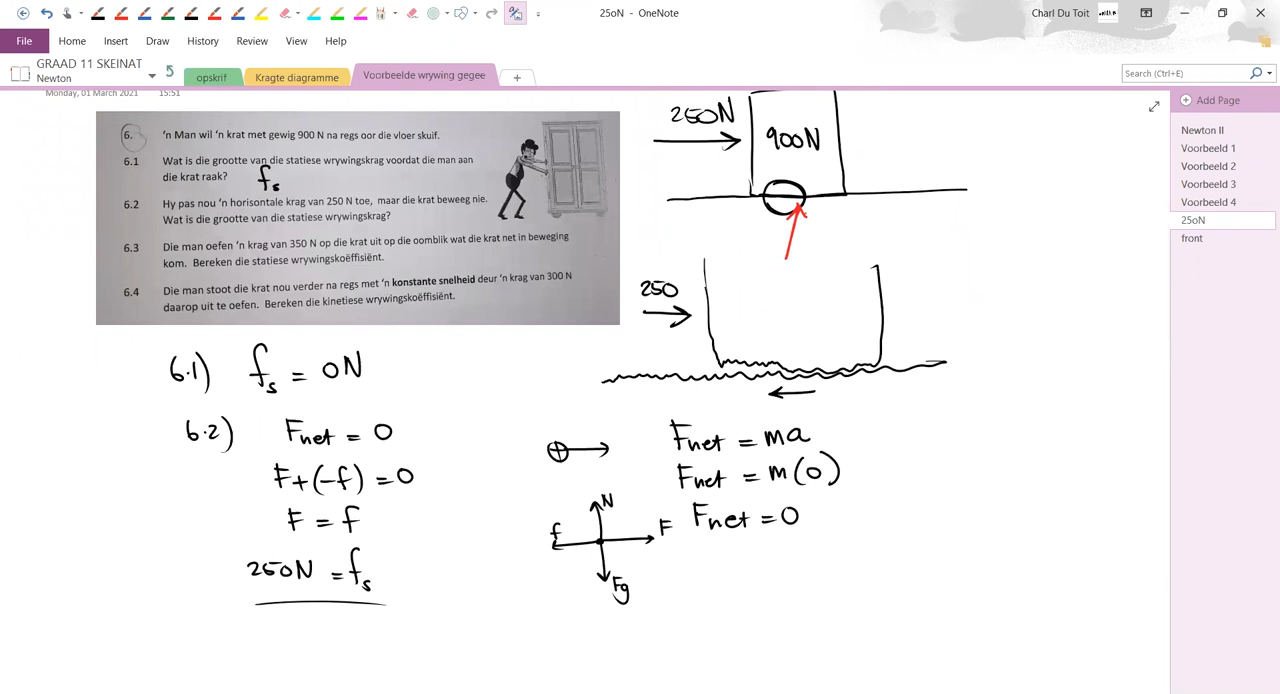 25oN - OneNote
Charl Du Toit
File Home Insert Draw History Review View Help
GRAAD 11 SKEINAT
Newton
opskrif
Kragte diagramme
Voorbeelde wrywing gegee
+
Search (Ctrl+E)
Monday, 01 March 2021 15:51
Add Page
Newton II
Voorbeeld 1
Voorbeeld 2
Voorbeeld 3
Voorbeeld 4
25oN
front
6. 'n Man wil 'n krat met gewig 900 N na regs oor die vloer skuif.
6.1 Wat is die grootte van die statiese wrywingskrag voordat die man aan
die krat raak?
fs
6.2 Hy pas nou 'n horisontale krag van 250 N toe, maar die krat beweeg nie.
Wat is die grootte van die statiese wrywingskrag?
6.3 Die man oefen 'n krag van 350 N op die krat uit op die oomblik wat die krat net in beweging
kom. Bereken die statiese wrywingskoëffisiënt.
6.4 Die man stoot die krat nou verder na regs met 'n konstante snelheid deur 'n krag van 300 N
daarop uit te oefen. Bereken die kinetiese wrywingskoëffisiënt.
250N
900N
250
6.1) fs = 0N
6.2) Fnet = 0
F+(-f) = 0
F = f
250N = fs
+
N
f
F
Fg
Fnet = ma
Fnet = m(0)
Fnet = 0